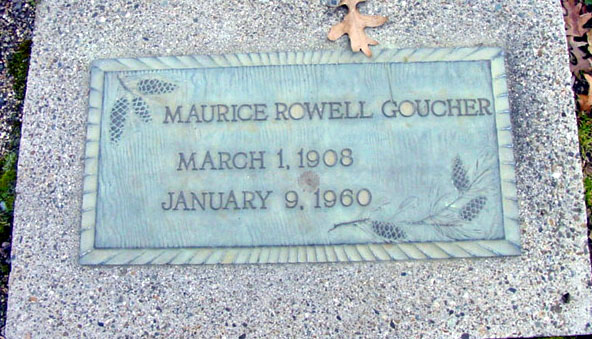 MAURICE ROWELL GOUCHER
MARCH 1, 1908
JANUARY 9, 1960